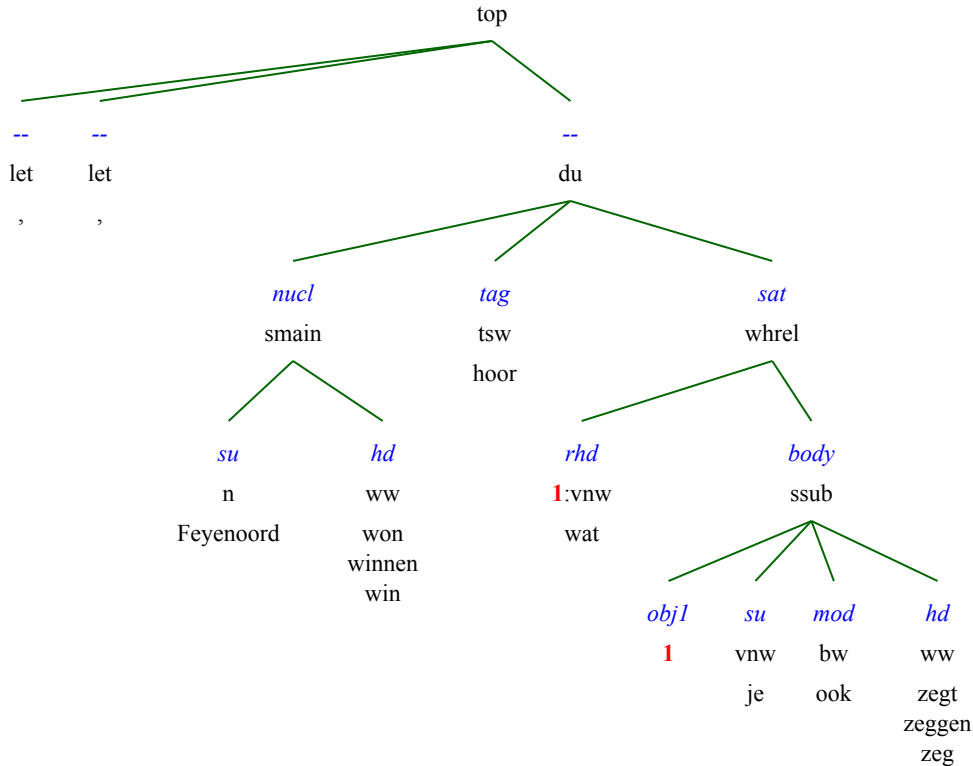 top
-- -- --
let let du
, ,
nucl tag sat
smain tsw whrel
hoor
su hd rhd body
n ww 1:vnw ssub
Feyenoord won wat
winnen
win
obj1 su mod hd
1 vnw bw ww
je ook zegt
zeggen
zeg